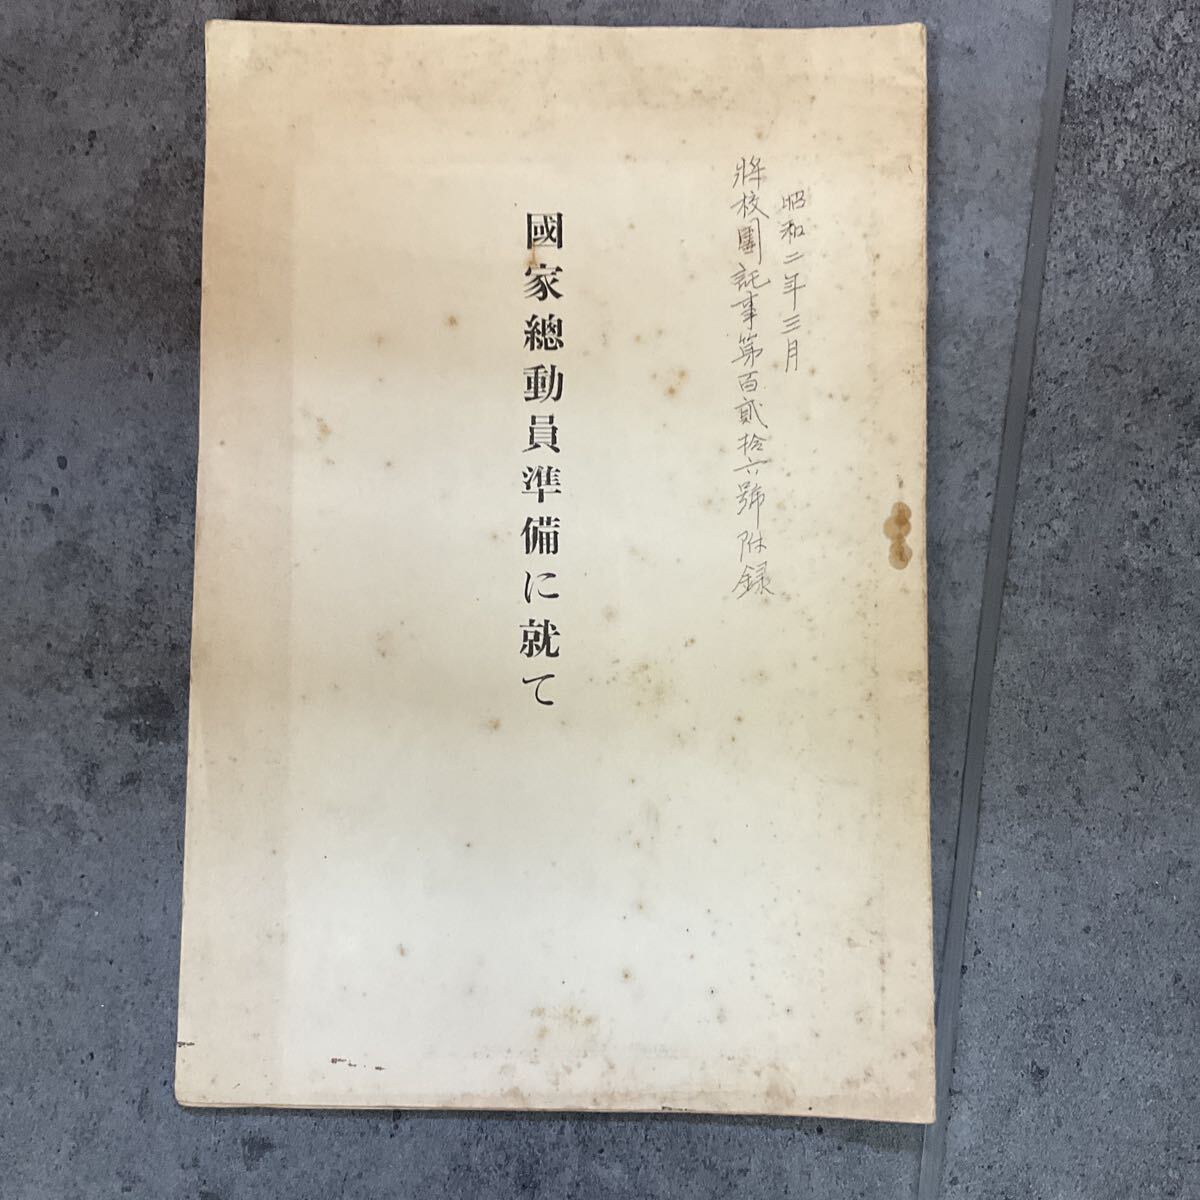 昭和二年三月
將校團記事第百貳拾六號附録
國家總動員準備に就て